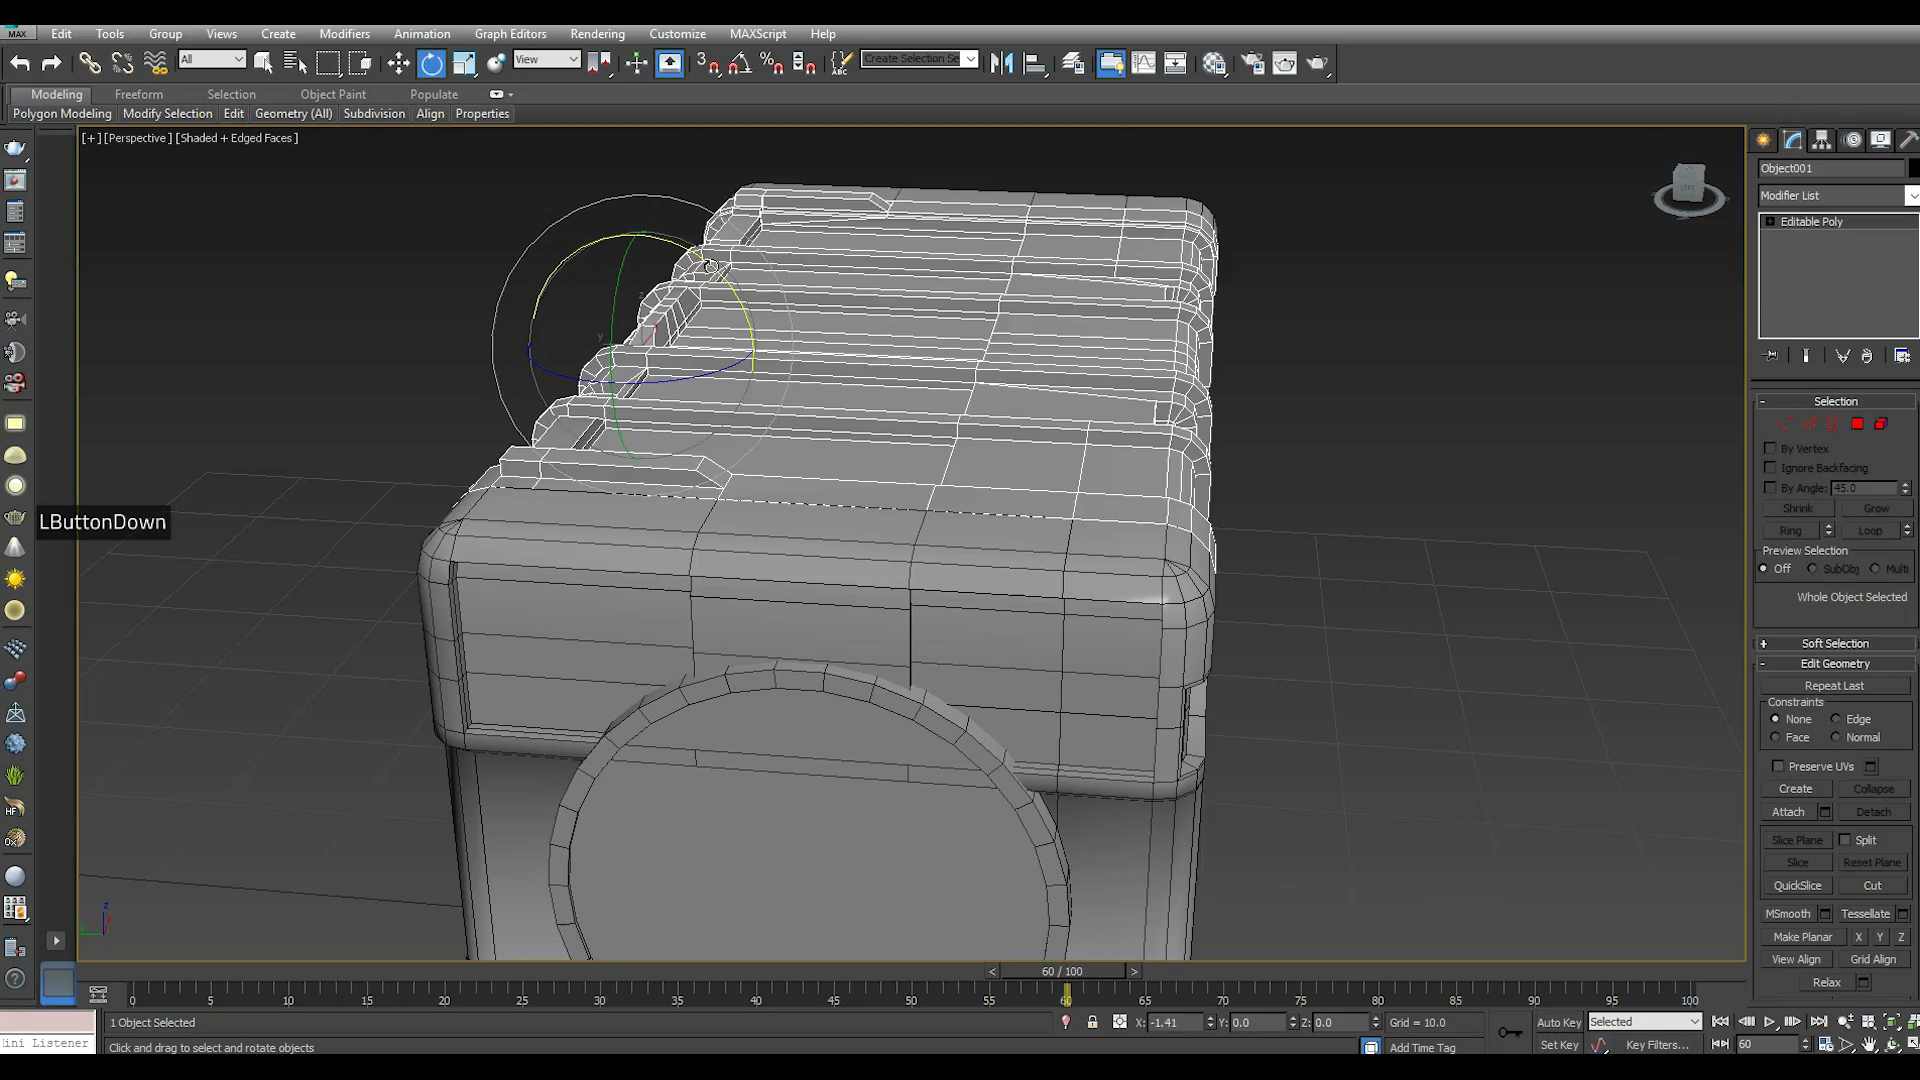 MAX Edit Tools Group Views Create Modifiers Animation Graph Editors Rendering Customize MAXScript Help
All View Create Selection Se
Modeling Freeform Selection Object Paint Populate
Polygon Modeling Modify Selection Edit Geometry (All) Subdivision Align Properties
[+] [Perspective] [Shaded + Edged Faces]
Object001
Modifier List
Editable Poly
Selection
By Vertex
Ignore Backfacing
By Angle: 45.0
Shrink Grow
Ring Loop
Preview Selection
Off SubObj Multi
Whole Object Selected
+ Soft Selection
- Edit Geometry
Repeat Last
Constraints
None Edge
Face Normal
Preserve UVs
Create Collapse
Attach Detach
Slice Plane Split
Slice Reset Plane
QuickSlice Cut
MSmooth Tessellate
Make Planar X Y Z
View Align Grid Align
Relax
LButtonDown
z
y
z
HF
< 60 / 100 >
0 5 10 15 20 25 30 35 40 45 50 55 60 65 70 75 80 85 90 95 100
1 Object Selected X: -1.41 Y: 0.0 Z: 0.0 Grid = 10.0 Auto Key Selected
ini Listener Click and drag to select and rotate objects Add Time Tag Set Key Key Filters... 60